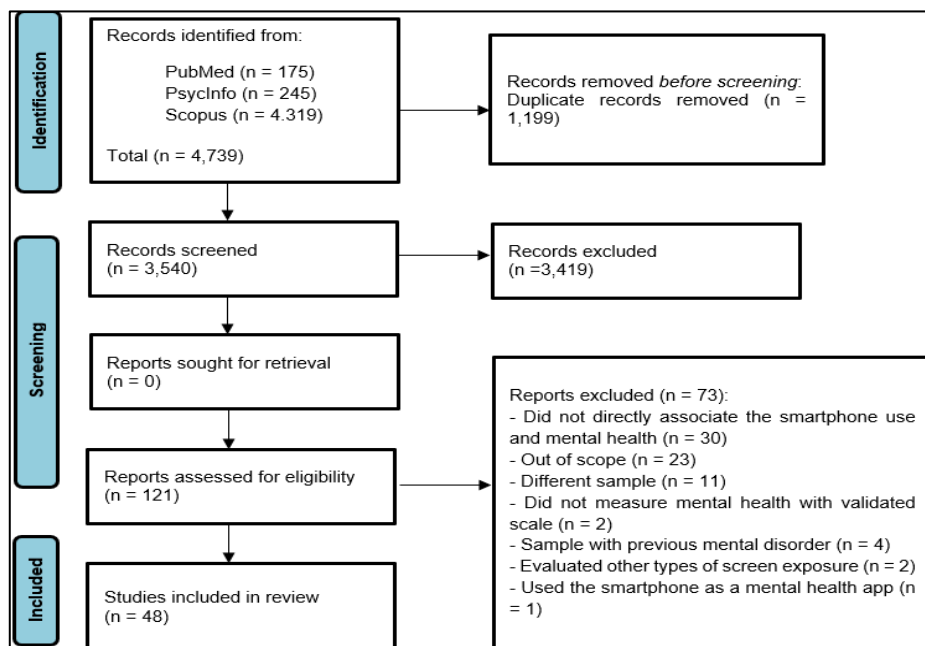 Identification
Records identified from:
PubMed (n = 175)
PsycInfo (n = 245)
Scopus (n = 4.319)
Total (n = 4,739)
Records removed before screening:
Duplicate records removed (n =
1,199)
Screening
Records screened
(n = 3,540)
Records excluded
(n =3,419)
Reports sought for retrieval
(n = 0)
Reports assessed for eligibility
(n = 121)
Reports excluded (n = 73):
- Did not directly associate the smartphone use
and mental health (n = 30)
- Out of scope (n = 23)
- Different sample (n = 11)
- Did not measure mental health with validated
scale (n = 2)
- Sample with previous mental disorder (n = 4)
- Evaluated other types of screen exposure (n = 2)
- Used the smartphone as a mental health app (n
= 1)
Included
Studies included in review
(n = 48)